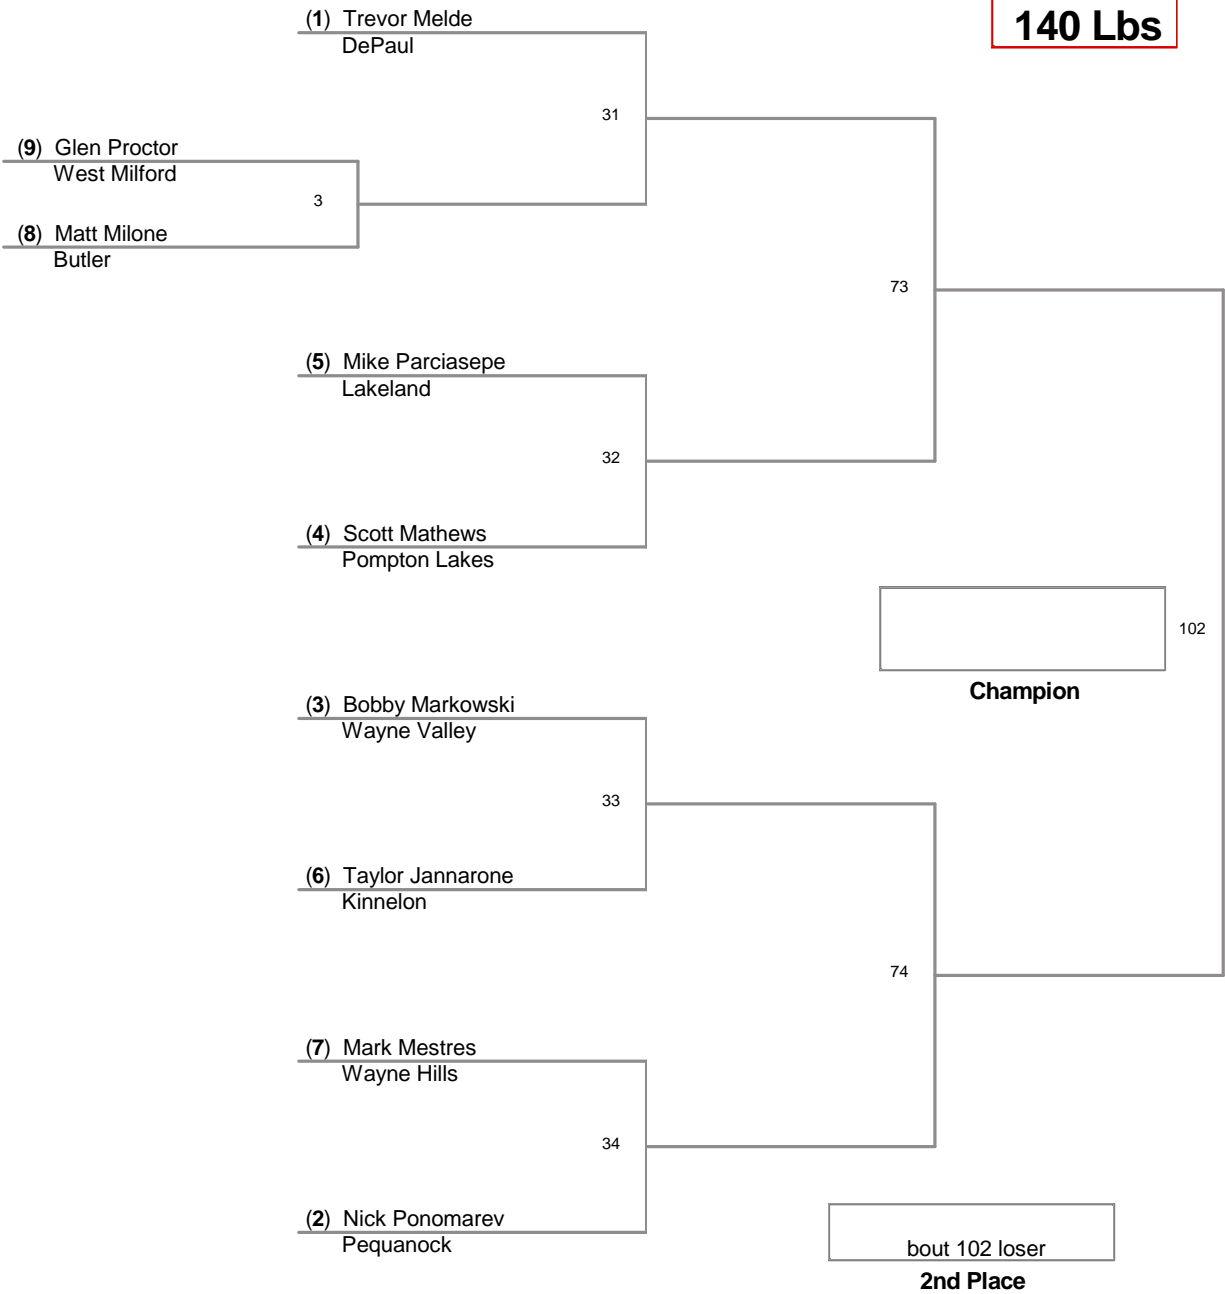 140 Lbs
(1) Trevor Melde
DePaul
31
(9) Glen Proctor
West Milford
3
(8) Matt Milone
Butler
73
(5) Mike Parciasepe
Lakeland
32
(4) Scott Mathews
Pompton Lakes
102
Champion
(3) Bobby Markowski
Wayne Valley
33
(6) Taylor Jannarone
Kinnelon
74
(7) Mark Mestres
Wayne Hills
34
(2) Nick Ponomarev
Pequanock
bout 102 loser
2nd Place